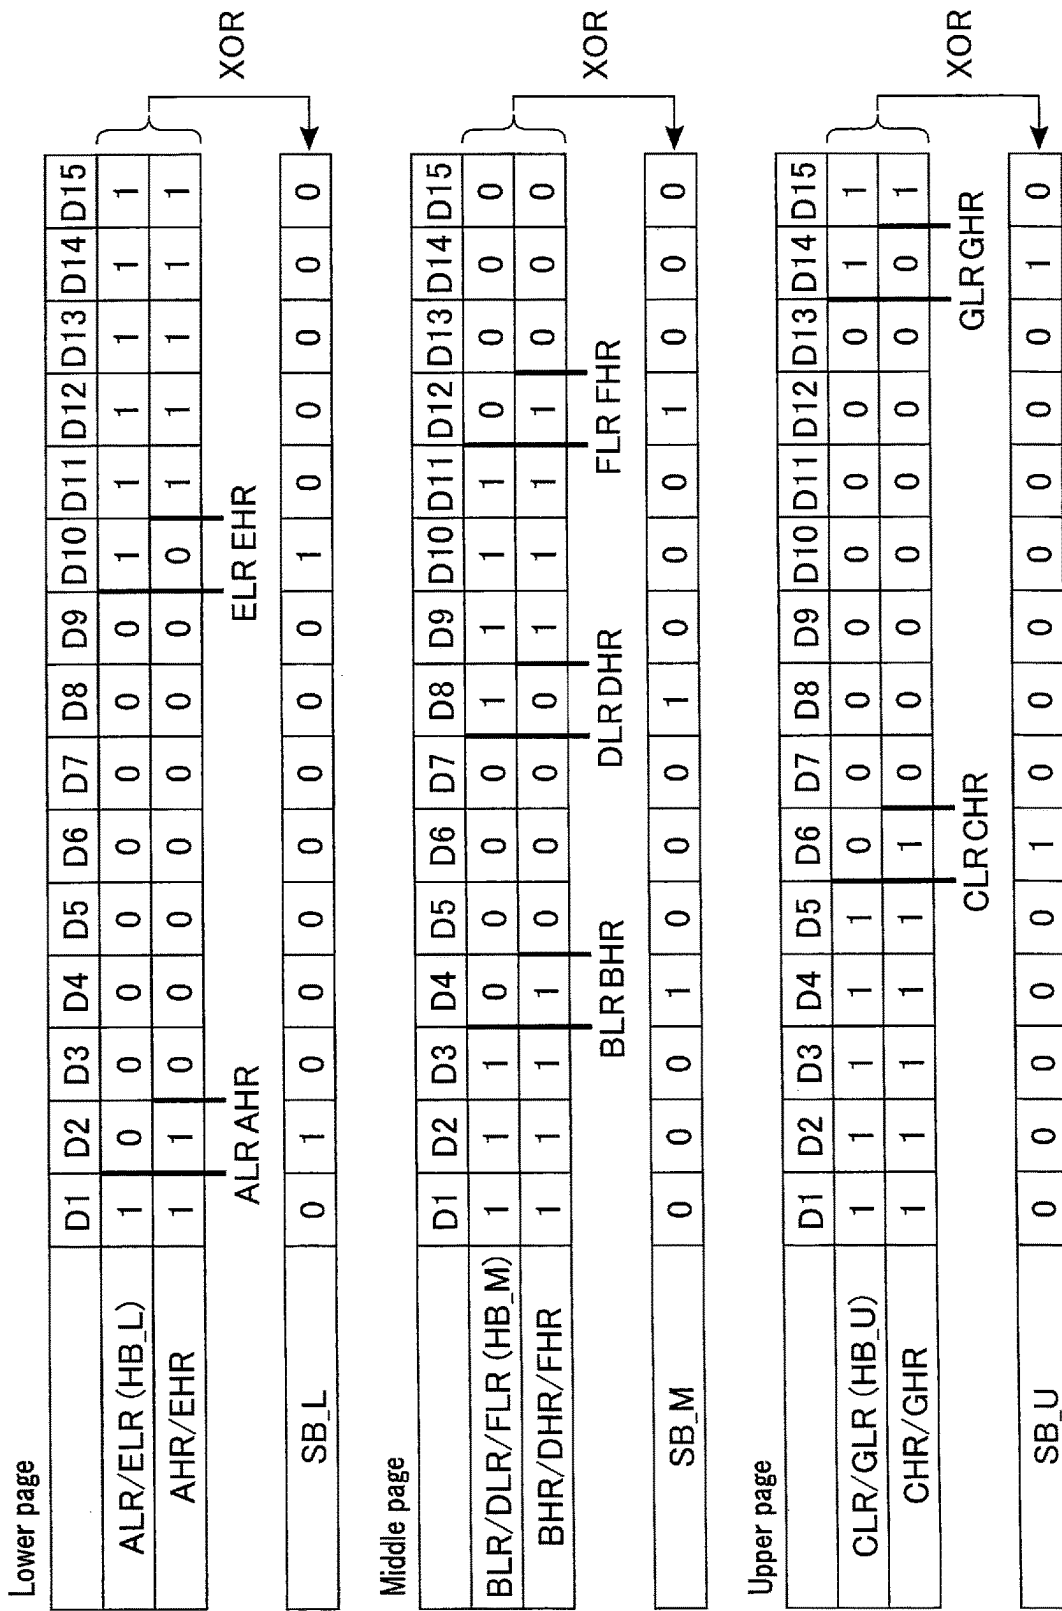 Lower page
D1 D2 D3 D4 D5 D6 D7 D8 D9 D10 D11 D12 D13 D14 D15
ALR/ELR (HB_L) 1 0 0 0 0 0 0 0 0 1 1 1 1 1 1
AHR/EHR 1 1 0 0 0 0 0 0 0 0 1 1 1 1 1
ALR AHR ELR EHR XOR
SB_L 0 1 0 0 0 0 0 0 0 1 0 0 0 0 0
Middle page
D1 D2 D3 D4 D5 D6 D7 D8 D9 D10 D11 D12 D13 D14 D15
BLR/DLR/FLR (HB_M) 1 1 1 0 0 0 0 1 1 1 1 0 0 0 0
BHR/DHR/FHR 1 1 1 1 0 0 0 0 1 1 1 1 0 0 0
BLR BHR DLR DHR FLR FHR XOR
SB_M 0 0 0 1 0 0 0 1 0 0 0 1 0 0 0
Upper page
D1 D2 D3 D4 D5 D6 D7 D8 D9 D10 D11 D12 D13 D14 D15
CLR/GLR (HB_U) 1 1 1 1 1 0 0 0 0 0 0 0 0 1 1
CHR/GHR 1 1 1 1 1 1 0 0 0 0 0 0 0 0 1
CLR CHR GLR GHR XOR
SB_U 0 0 0 0 0 1 0 0 0 0 0 0 0 1 0